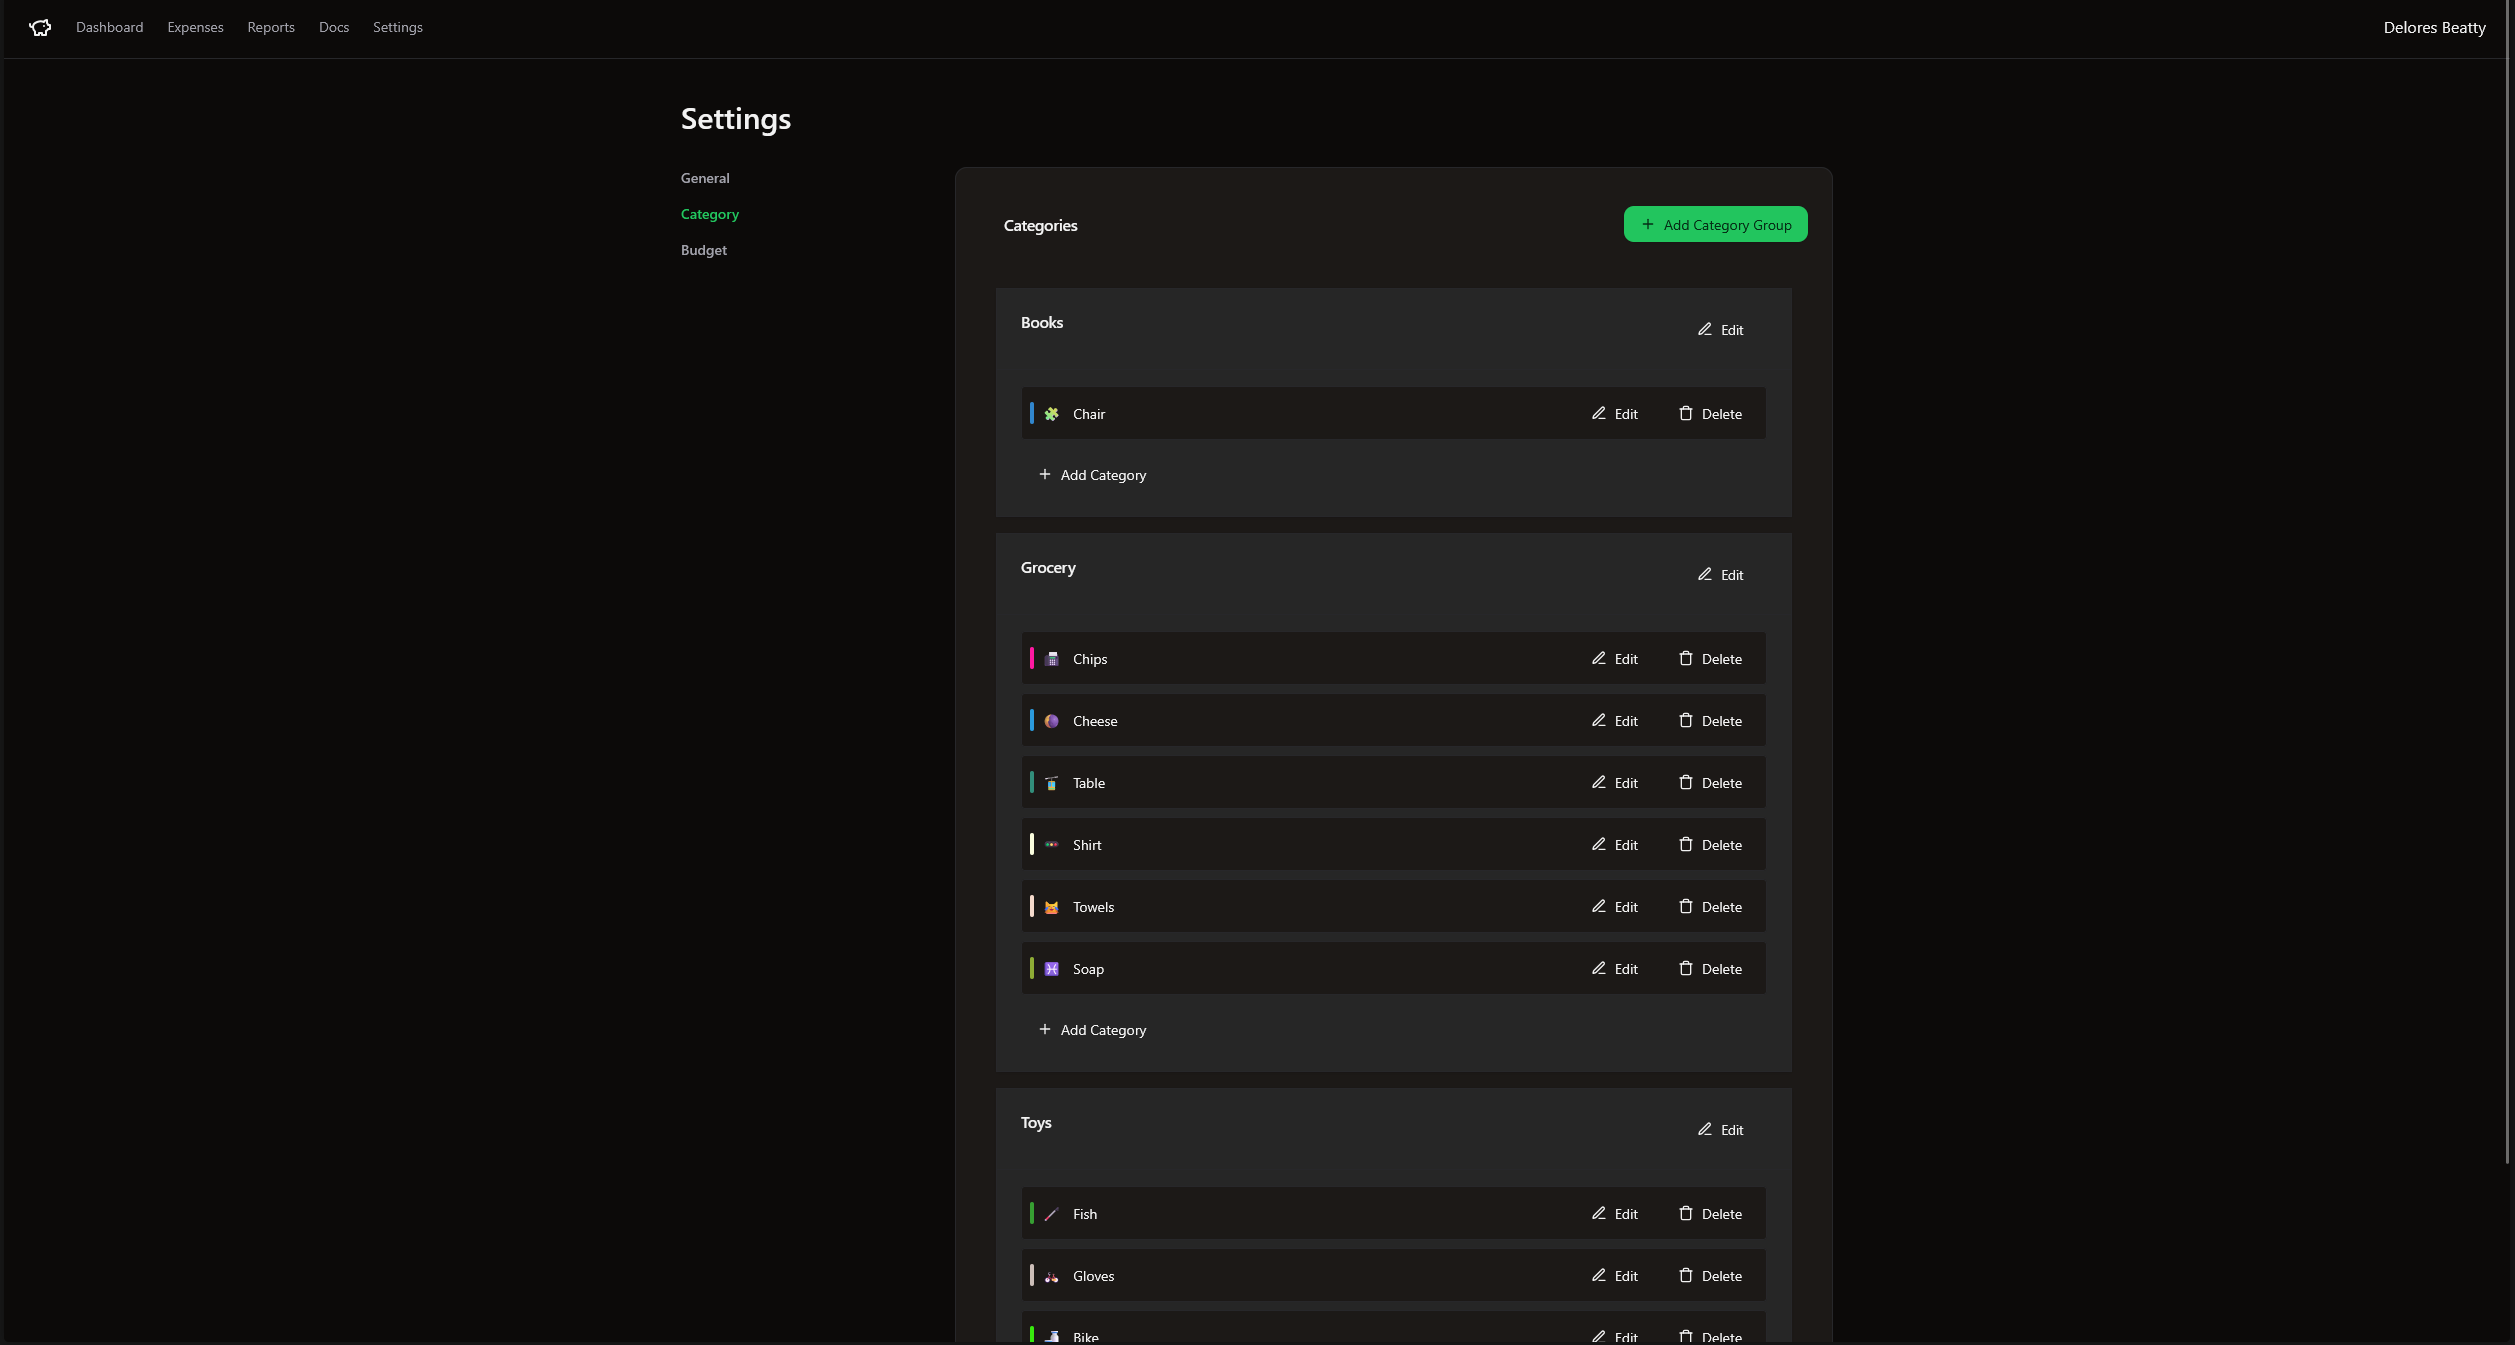 Dashboard Expenses Reports Docs Settings Delores Beatty
Settings
General
Category
Budget
Categories
Add Category Group
Books
Edit
Chair Edit Delete
Add Category
Grocery
Edit
Chips Edit Delete
Cheese Edit Delete
Table Edit Delete
Shirt Edit Delete
Towels Edit Delete
Soap Edit Delete
Add Category
Toys
Edit
Fish Edit Delete
Gloves Edit Delete
Bike Edit Delete